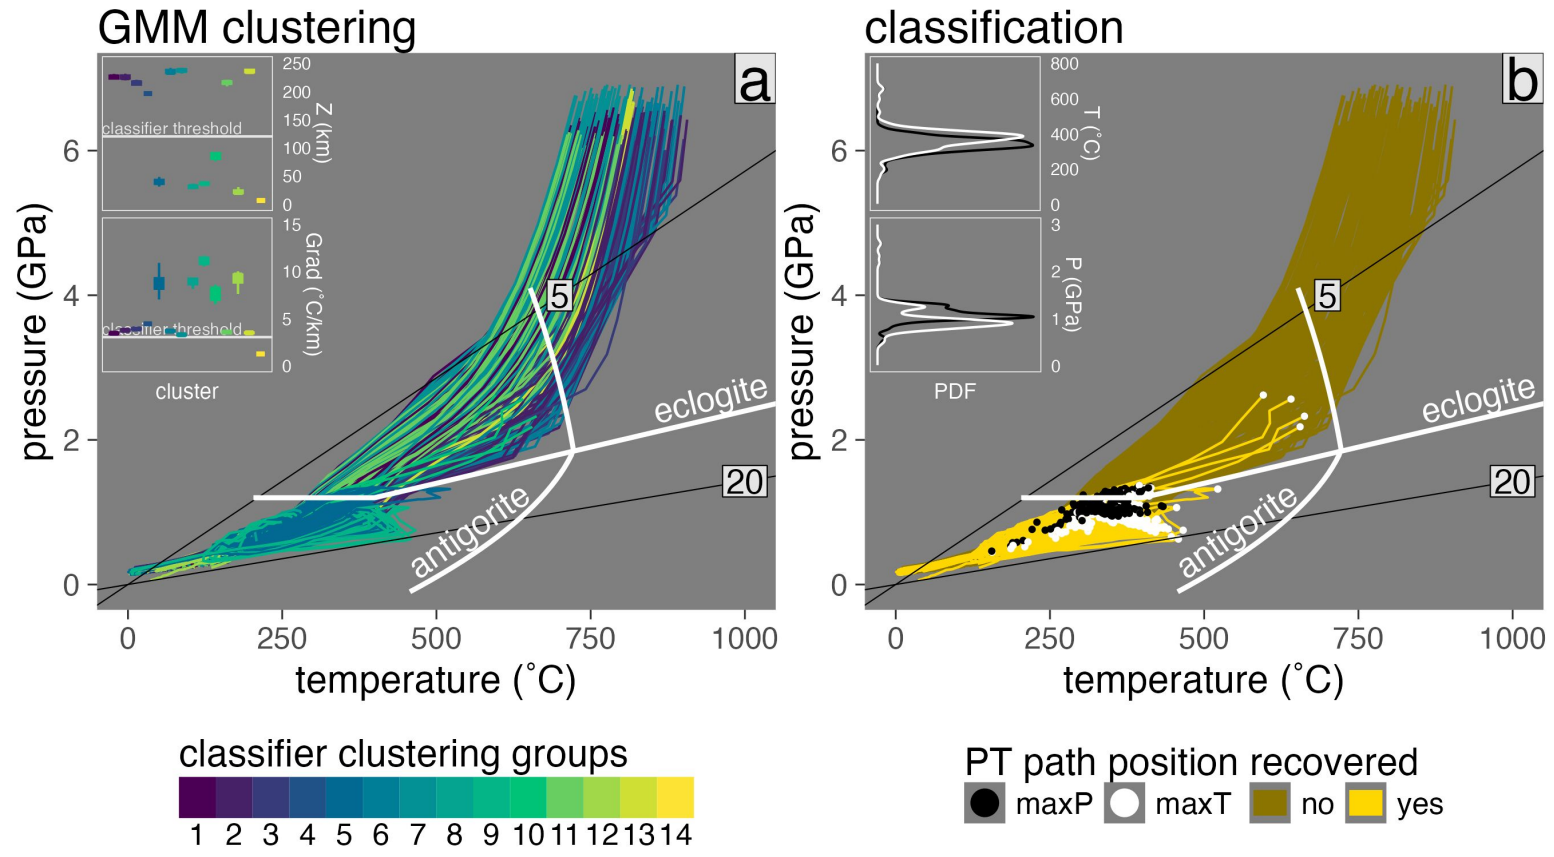 GMM clustering
classification
a
250
200
150
100
50
0
Z (km)
classifier threshold
15
10
5
0
Grad (˚C/km)
classifier threshold
cluster
5
20
eclogite
antigorite
6
4
2
0
pressure (GPa)
0
250
500
750
1000
temperature (˚C)
b
800
600
400
200
0
T (˚C)
3
2
1
0
P (GPa)
PDF
5
20
eclogite
antigorite
6
4
2
0
pressure (GPa)
0
250
500
750
1000
temperature (˚C)
classifier clustering groups
1 2 3 4 5 6 7 8 9 10 11 12 13 14
PT path position recovered
maxP maxT no yes